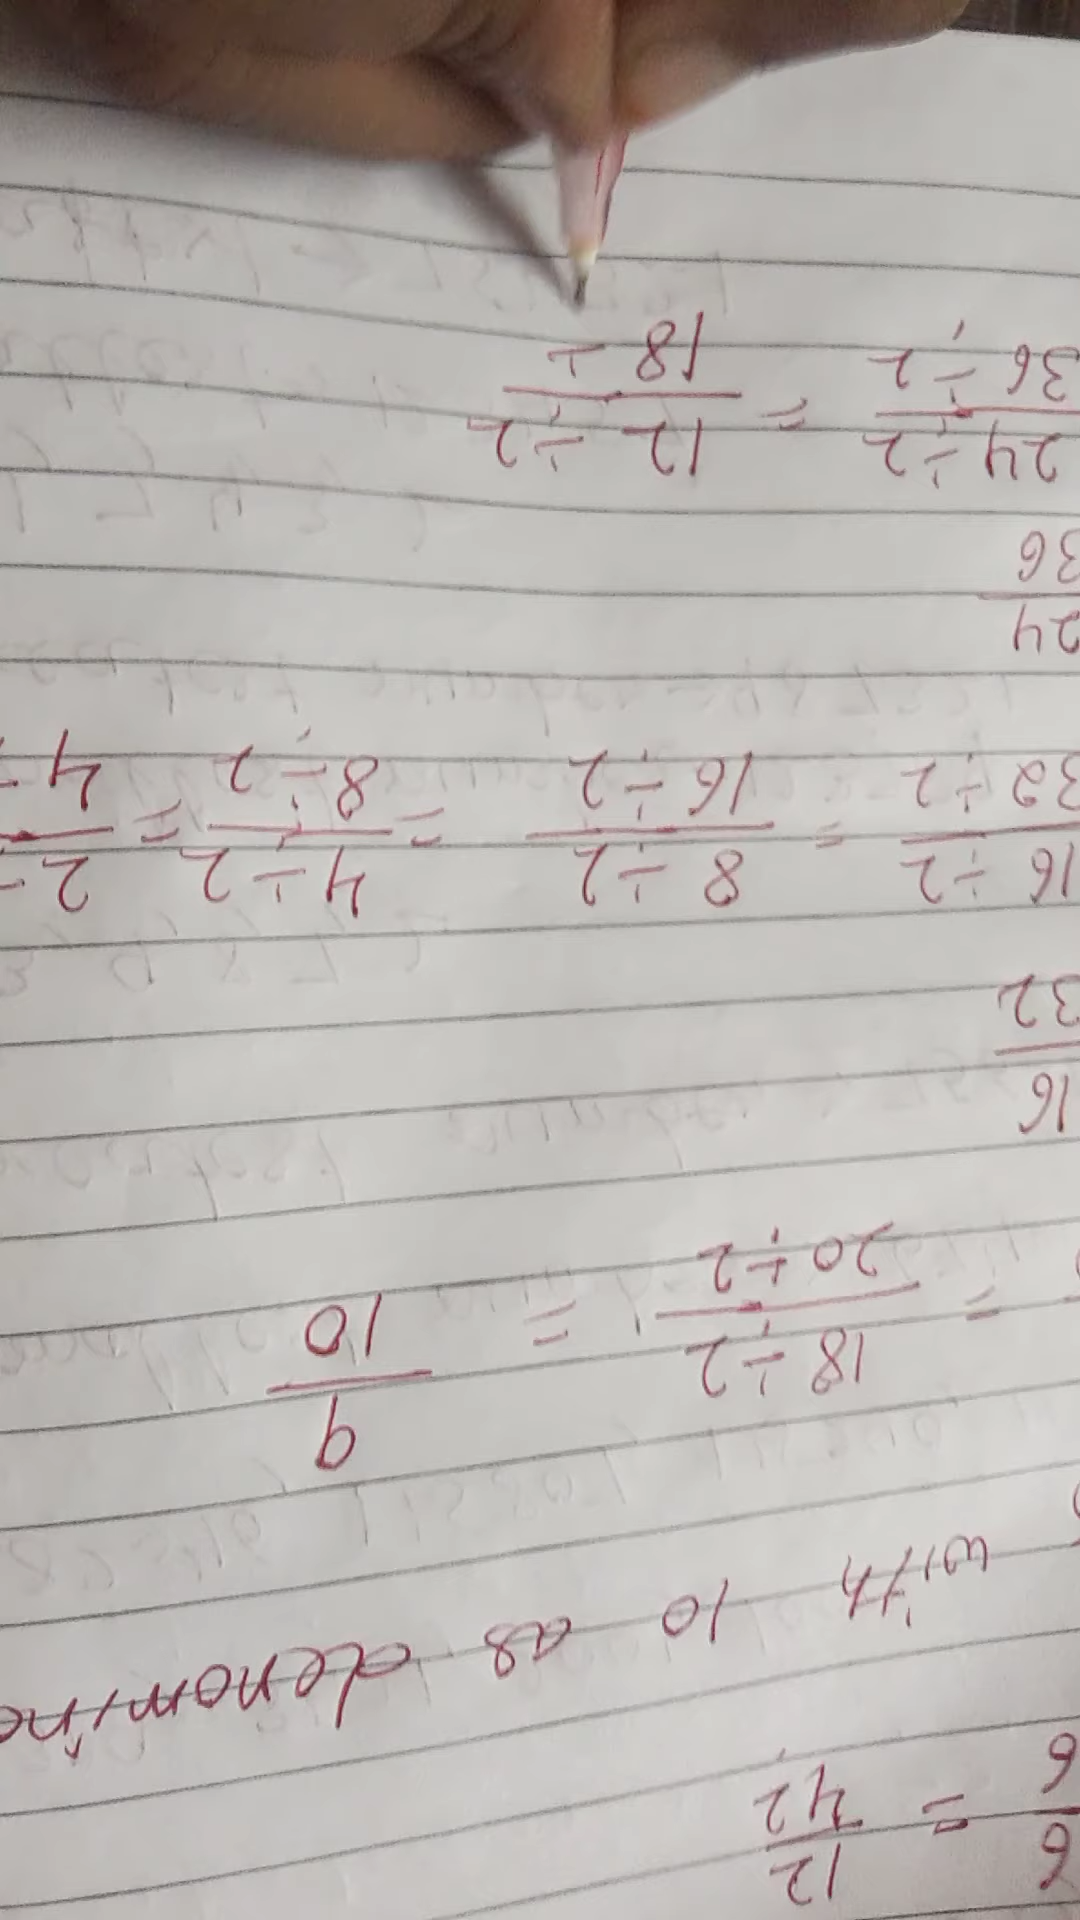 6/6 = 12/42
with 10 as denomin
= 18÷2/20÷2 = 9/10
16/32
16÷2/32÷2 = 8÷2/16÷2 = 4÷2/8÷2 = 2/4
24/36
24÷2/36÷2 = 12÷2/18÷